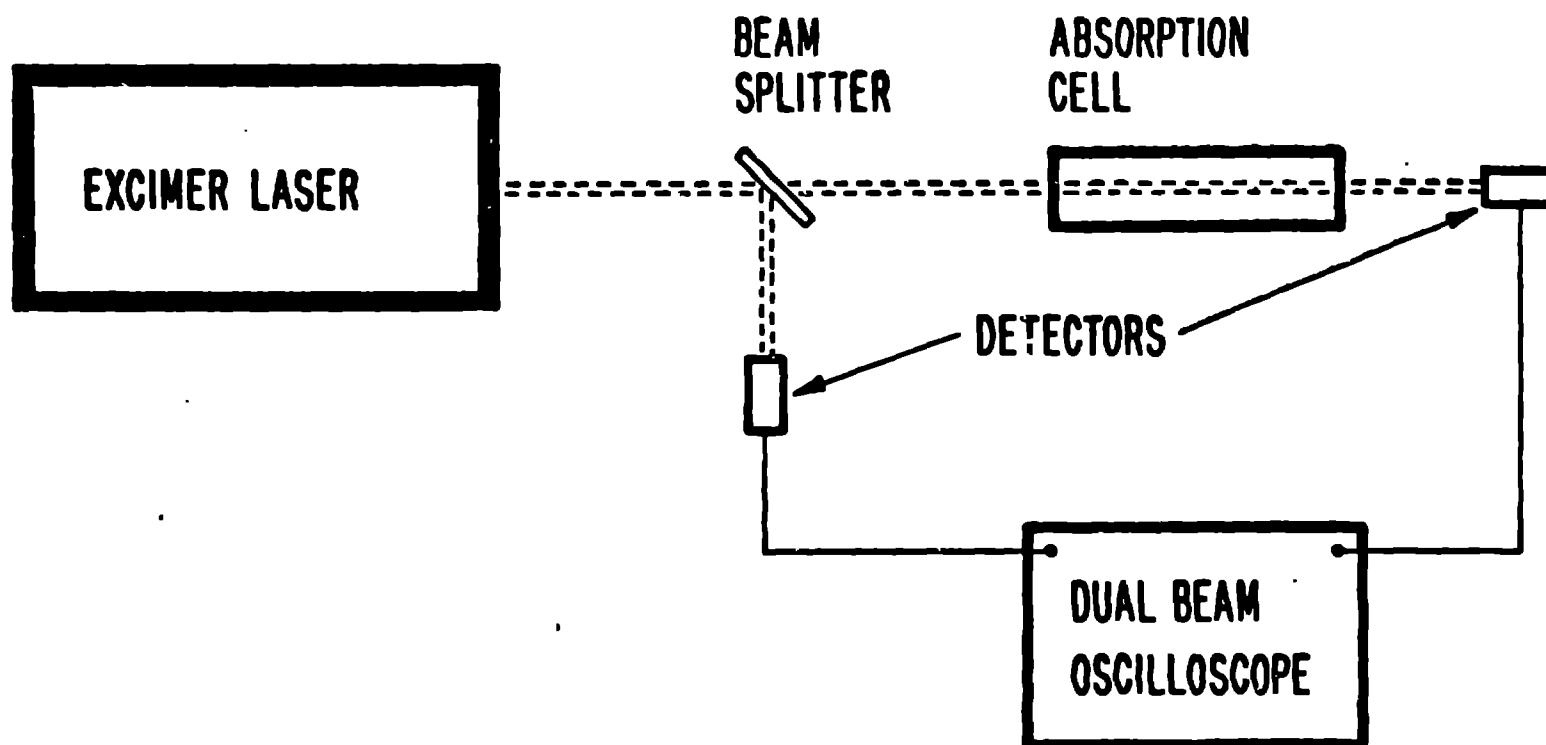 BEAM
SPLITTER
ABSORPTION
CELL
EXCIMER LASER
DETECTORS
DUAL BEAM
OSCILLOSCOPE